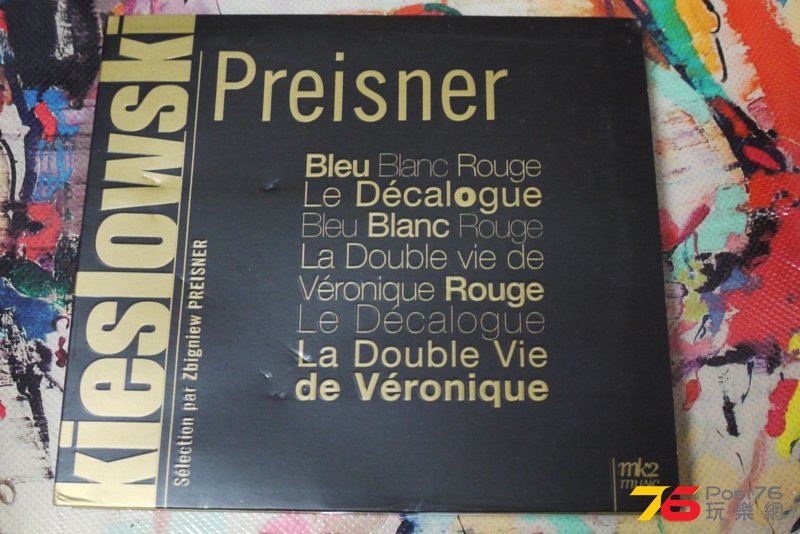 kieslowski
Sélection par Zbigniew PREISNER
Preisner
Bleu Blanc Rouge
Le Décalogue
Bleu Blanc Rouge
La Double vie de
Véronique Rouge
Le Décalogue
La Double Vie
de Véronique
mk2
music
76 Post76
玩樂網